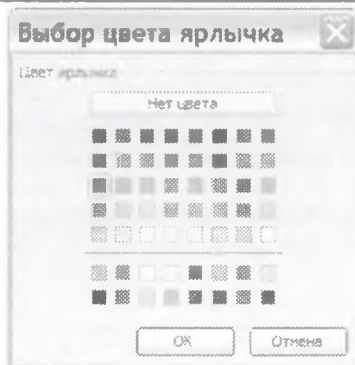 Выбор цвета ярлычка
Цвет ярлычка
Нет цвета
ОК
Отмена